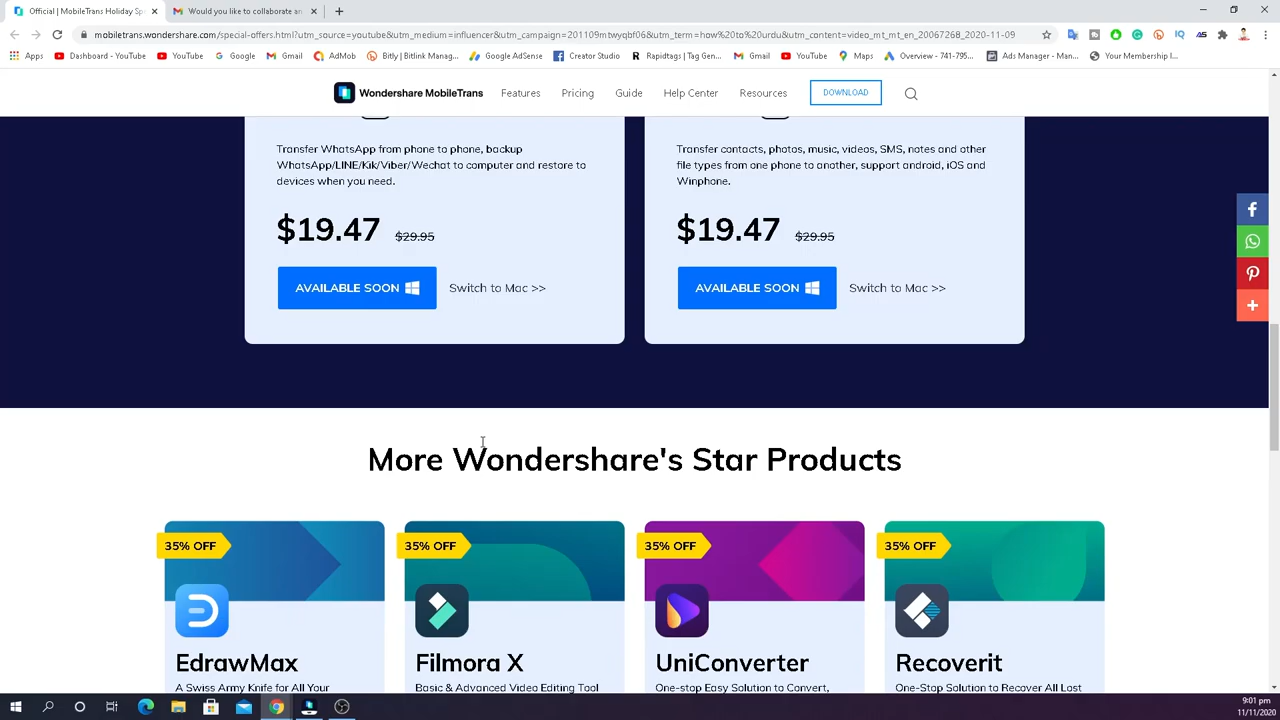 Official | MobileTrans Holiday Sp
Would you like to collaborate an
mobiletrans.wondershare.com/special-offers.html?utm_source=youtube&utm_medium=influencer&utm_campaign=201109mtwyqbf06&utm_term=how%20to%20urdu&utm_content=video_mt_mt_en_20067268_2020-11-09
Apps Dashboard - YouTube YouTube Google Gmail AdMob Bitly | Bitlink Manag... Google AdSense Creator Studio Rapidtags | Tag Gen... Gmail YouTube Maps Overview - 741-795... Ads Manager - Man... Your Membership I...
Wondershare MobileTrans Features Pricing Guide Help Center Resources DOWNLOAD
Transfer WhatsApp from phone to phone, backup
WhatsApp/LINE/Kik/Viber/Wechat to computer and restore to
devices when you need.
$19.47 $29.95
AVAILABLE SOON Switch to Mac >>
Transfer contacts, photos, music, videos, SMS, notes and other
file types from one phone to another, support android, iOS and
Winphone.
$19.47 $29.95
AVAILABLE SOON Switch to Mac >>
More Wondershare's Star Products
35% OFF
EdrawMax
A Swiss Army Knife for All Your
35% OFF
Filmora X
Basic & Advanced Video Editing Tool
35% OFF
UniConverter
One-stop Easy Solution to Convert,
35% OFF
Recoverit
One-Stop Solution to Recover All Lost
9:01 pm
11/11/2020